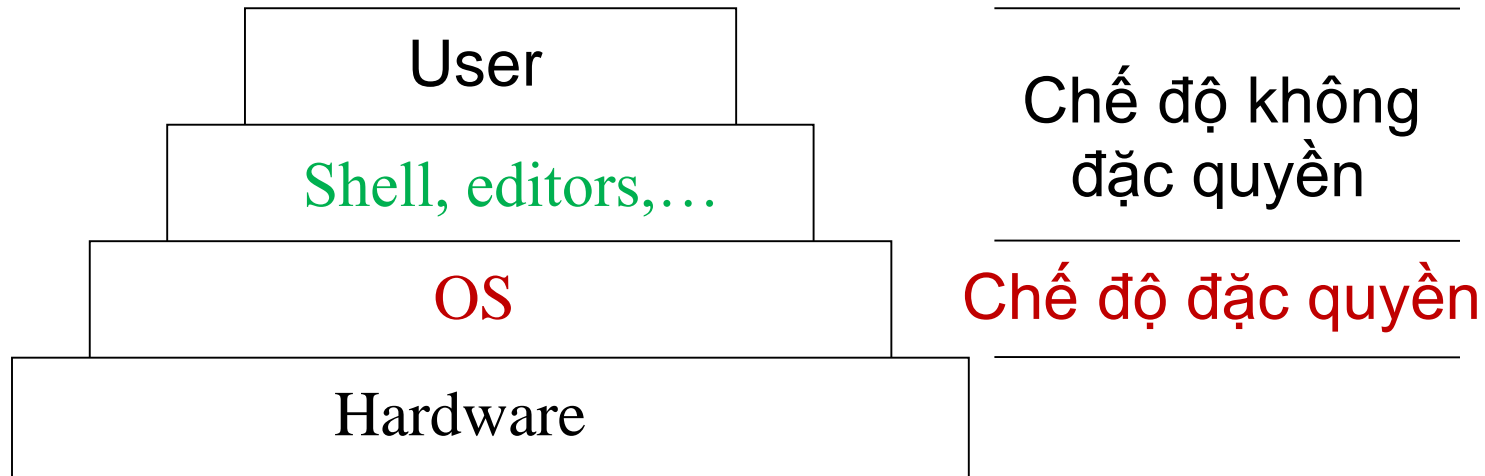 User
Shell, editors,…
OS
Hardware
Chế độ không
đặc quyền
Chế độ đặc quyền